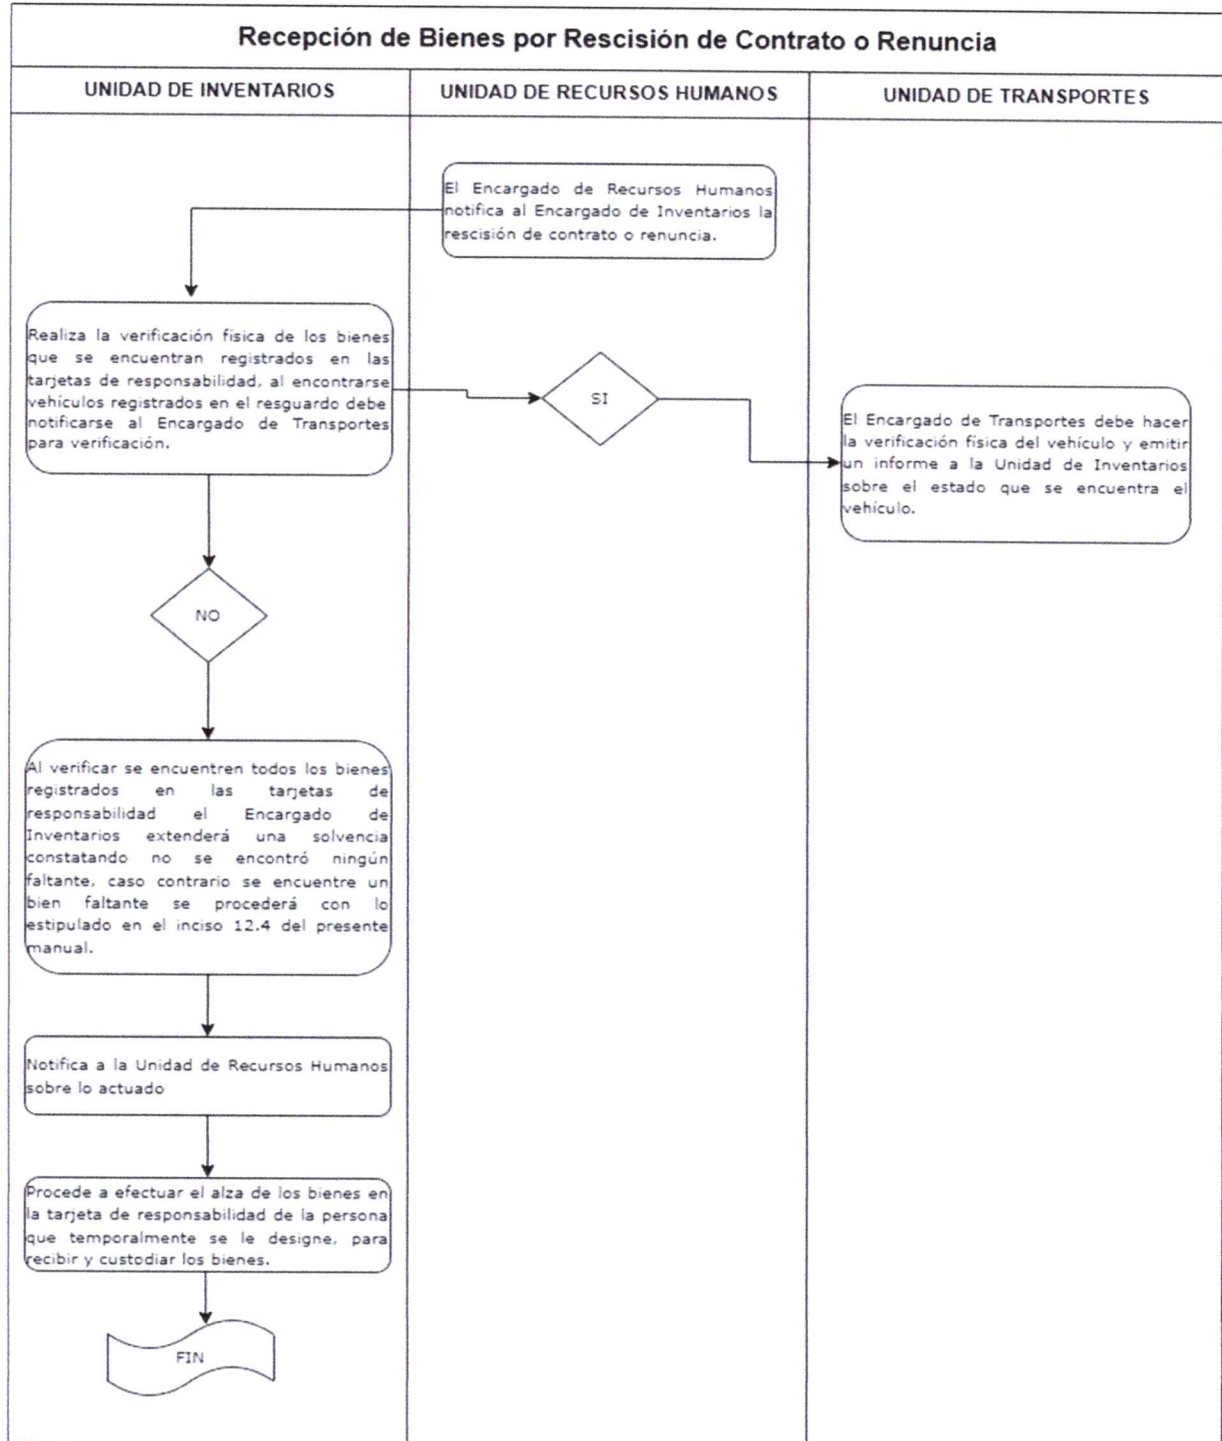 Recepción de Bienes por Rescisión de Contrato o Renuncia
UNIDAD DE INVENTARIOS
UNIDAD DE RECURSOS HUMANOS
UNIDAD DE TRANSPORTES
El Encargado de Recursos Humanos
notifica al Encargado de Inventarios la
rescisión de contrato o renuncia.
Realiza la verificación física de los bienes
que se encuentran registrados en las
tarjetas de responsabilidad, al encontrarse
vehículos registrados en el resguardo debe
notificarse al Encargado de Transportes
para verificación.
SI
El Encargado de Transportes debe hacer
la verificación física del vehículo y emitir
un informe a la Unidad de Inventarios
sobre el estado que se encuentra el
vehículo.
NO
Al verificar se encuentren todos los bienes
registrados en las tarjetas de
responsabilidad el Encargado de
Inventarios extenderá una solvencia
constatando no se encontró ningún
faltante, caso contrario se encuentre un
bien faltante se procederá con lo
estipulado en el inciso 12.4 del presente
manual.
Notifica a la Unidad de Recursos Humanos
sobre lo actuado
Procede a efectuar el alza de los bienes en
la tarjeta de responsabilidad de la persona
que temporalmente se le designe, para
recibir y custodiar los bienes.
FIN